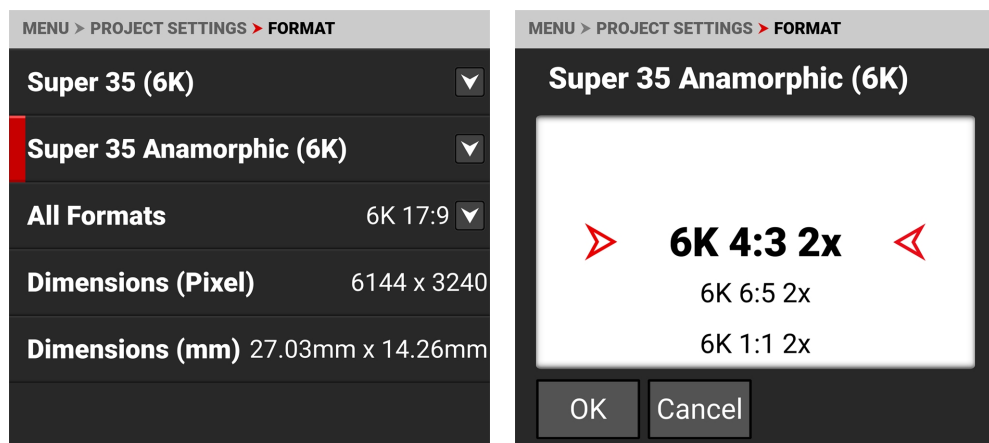 MENU ➤ PROJECT SETTINGS ➤ FORMAT
Super 35 (6K)
Super 35 Anamorphic (6K)
All Formats 6K 17:9
Dimensions (Pixel) 6144 x 3240
Dimensions (mm) 27.03mm x 14.26mm
MENU ➤ PROJECT SETTINGS ➤ FORMAT
Super 35 Anamorphic (6K)
6K 4:3 2x
6K 6:5 2x
6K 1:1 2x
OK Cancel